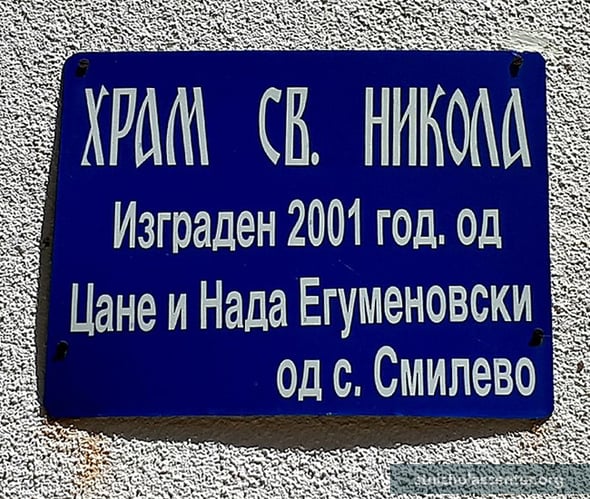 ХРАМ СВ. НИКОЛА
Изграден 2001 год. од
Цане и Нада Егуменовски
од с. Смилево